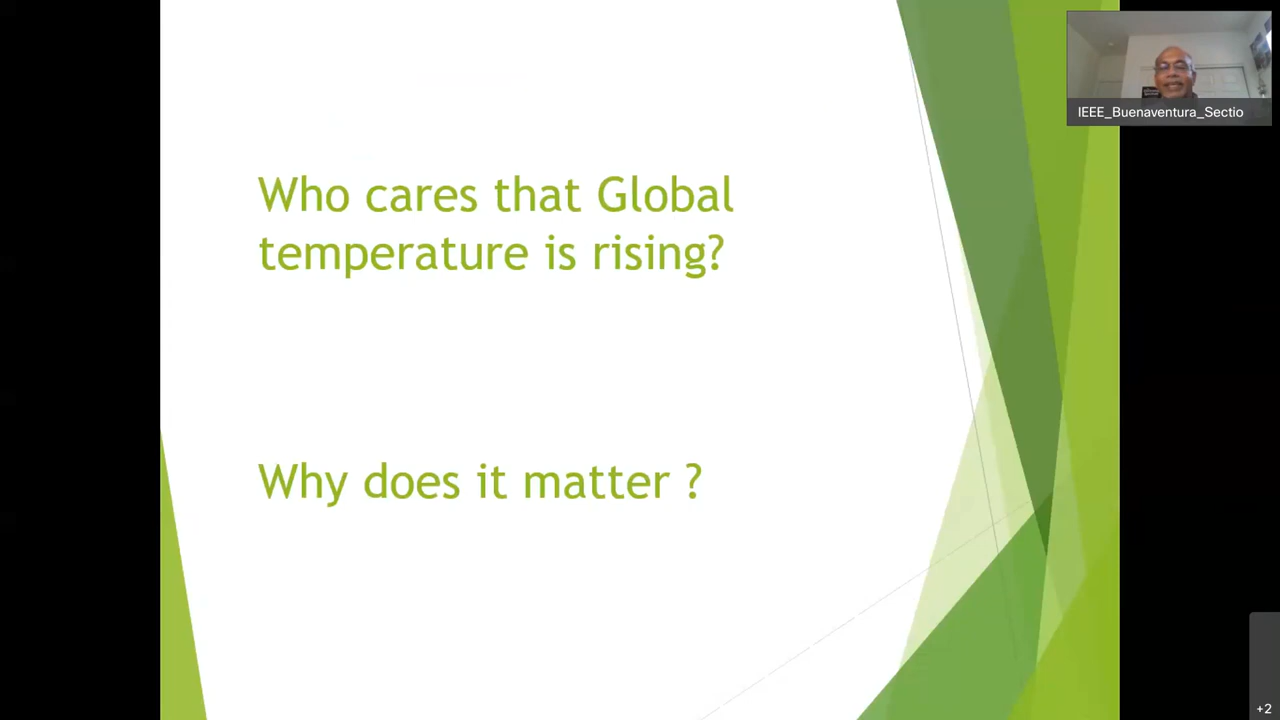 IEEE_Buenaventura_Sectio
Who cares that Global
temperature is rising?
Why does it matter ?
+2